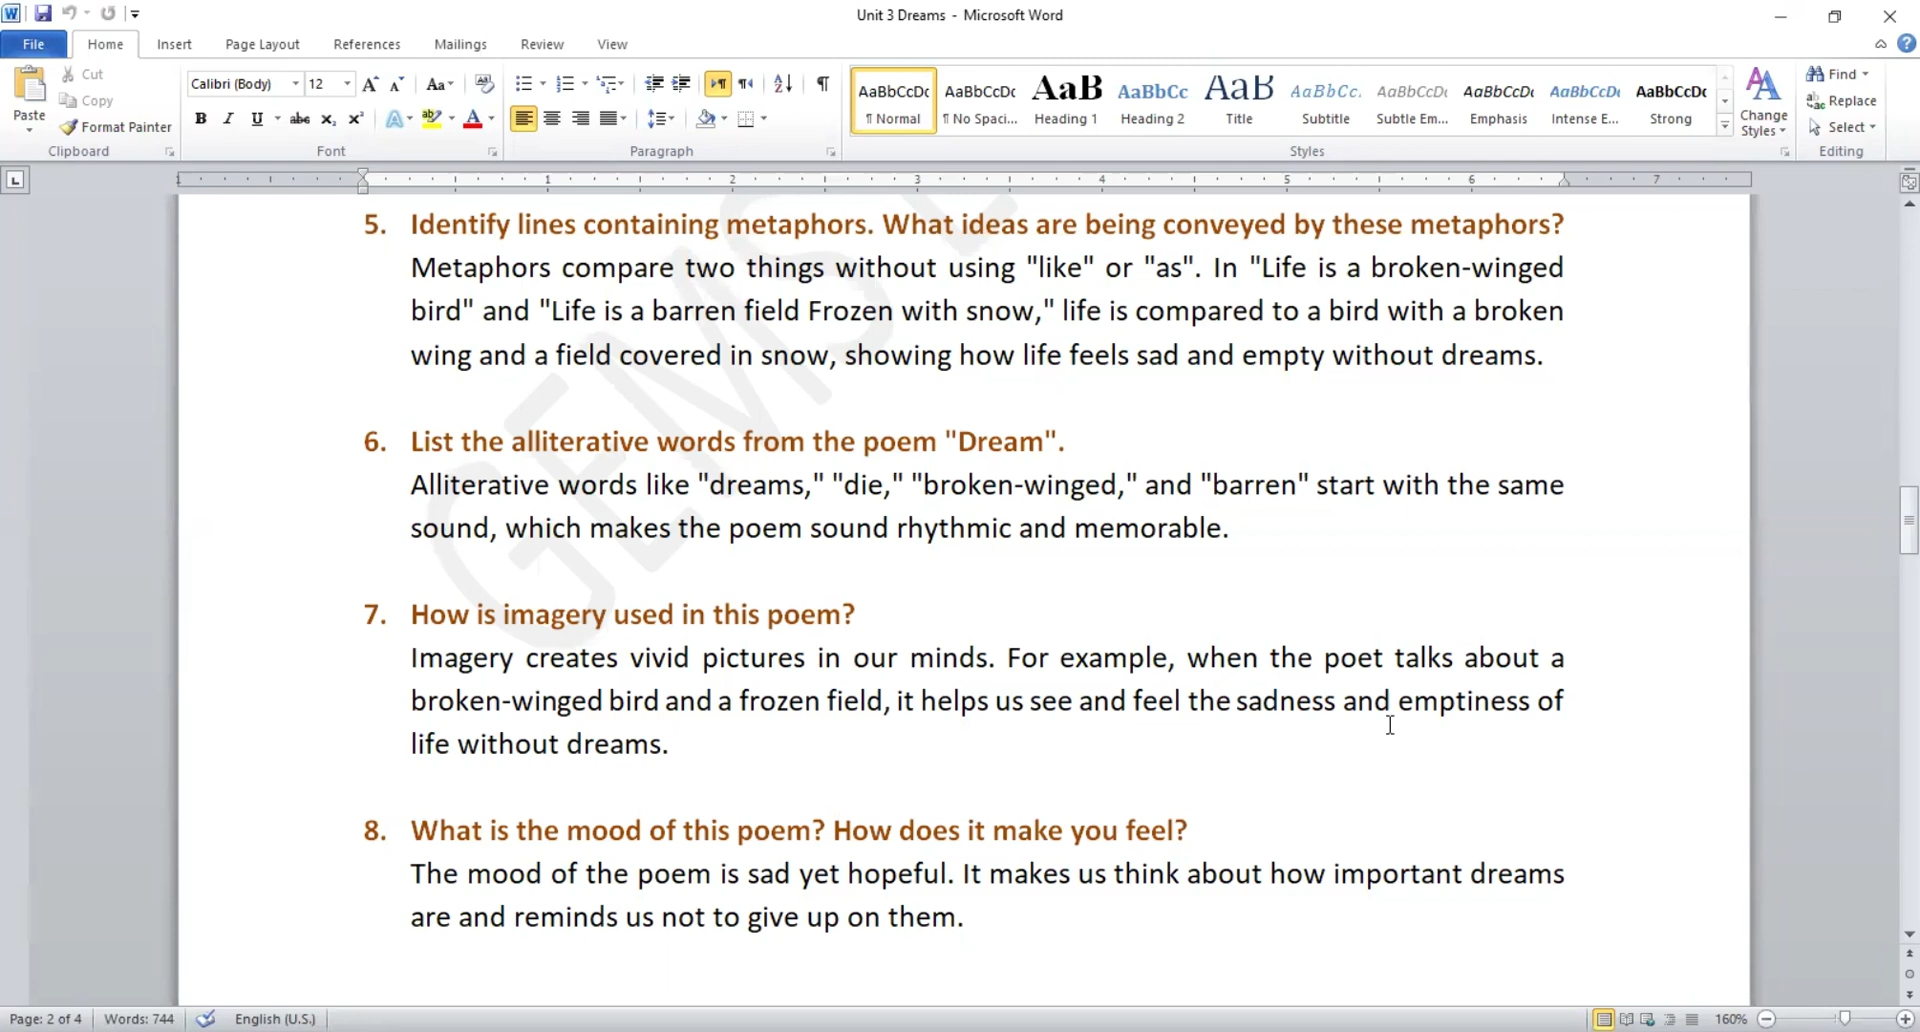 Unit 3 Dreams - Microsoft Word
File Home Insert Page Layout References Mailings Review View
Paste
Cut
Copy
Format Painter
Clipboard
Calibri (Body) 12
Font
Paragraph
AaBbCcDc AaBbCcDc AaB AaBbCc AaB AaBbCc. AaBbCcDc AaBbCcDc AaBbCcDc AaBbCcDc
¶ Normal ¶ No Spaci... Heading 1 Heading 2 Title Subtitle Subtle Em... Emphasis Intense E... Strong
Styles
Change Styles
Find
Replace
Select
Editing
1 1 2 3 4 5 6 7
GEMS
5. Identify lines containing metaphors. What ideas are being conveyed by these metaphors?
Metaphors compare two things without using "like" or "as". In "Life is a broken-winged
bird" and "Life is a barren field Frozen with snow," life is compared to a bird with a broken
wing and a field covered in snow, showing how life feels sad and empty without dreams.
6. List the alliterative words from the poem "Dream".
Alliterative words like "dreams," "die," "broken-winged," and "barren" start with the same
sound, which makes the poem sound rhythmic and memorable.
7. How is imagery used in this poem?
Imagery creates vivid pictures in our minds. For example, when the poet talks about a
broken-winged bird and a frozen field, it helps us see and feel the sadness and emptiness of
life without dreams.
8. What is the mood of this poem? How does it make you feel?
The mood of the poem is sad yet hopeful. It makes us think about how important dreams
are and reminds us not to give up on them.
Page: 2 of 4 Words: 744 English (U.S.) 160%